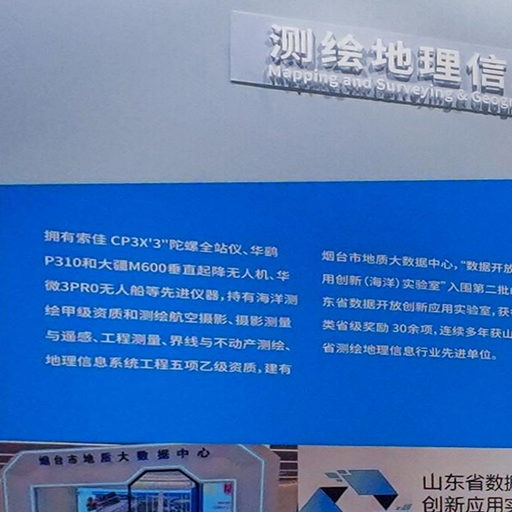 测绘地理信
Mapping and Surveying & Geogr
拥有索佳 CP3X'3"陀螺全站仪、华鹞
P310和大疆M600垂直起降无人机、华
微3PRO无人船等先进仪器，持有海洋测
绘甲级资质和测绘航空摄影、摄影测量
与遥感、工程测量、界线与不动产测绘、
地理信息系统工程五项乙级资质，建有
烟台市地质大数据中心，“数据开放
用创新（海洋）实验室”入围第二批山
东省数据开放创新应用实验室，获
类省级奖励 30余项，连续多年获山
省测绘地理信息行业先进单位。
烟台市地质大数据中心
山东省数据
创新应用实